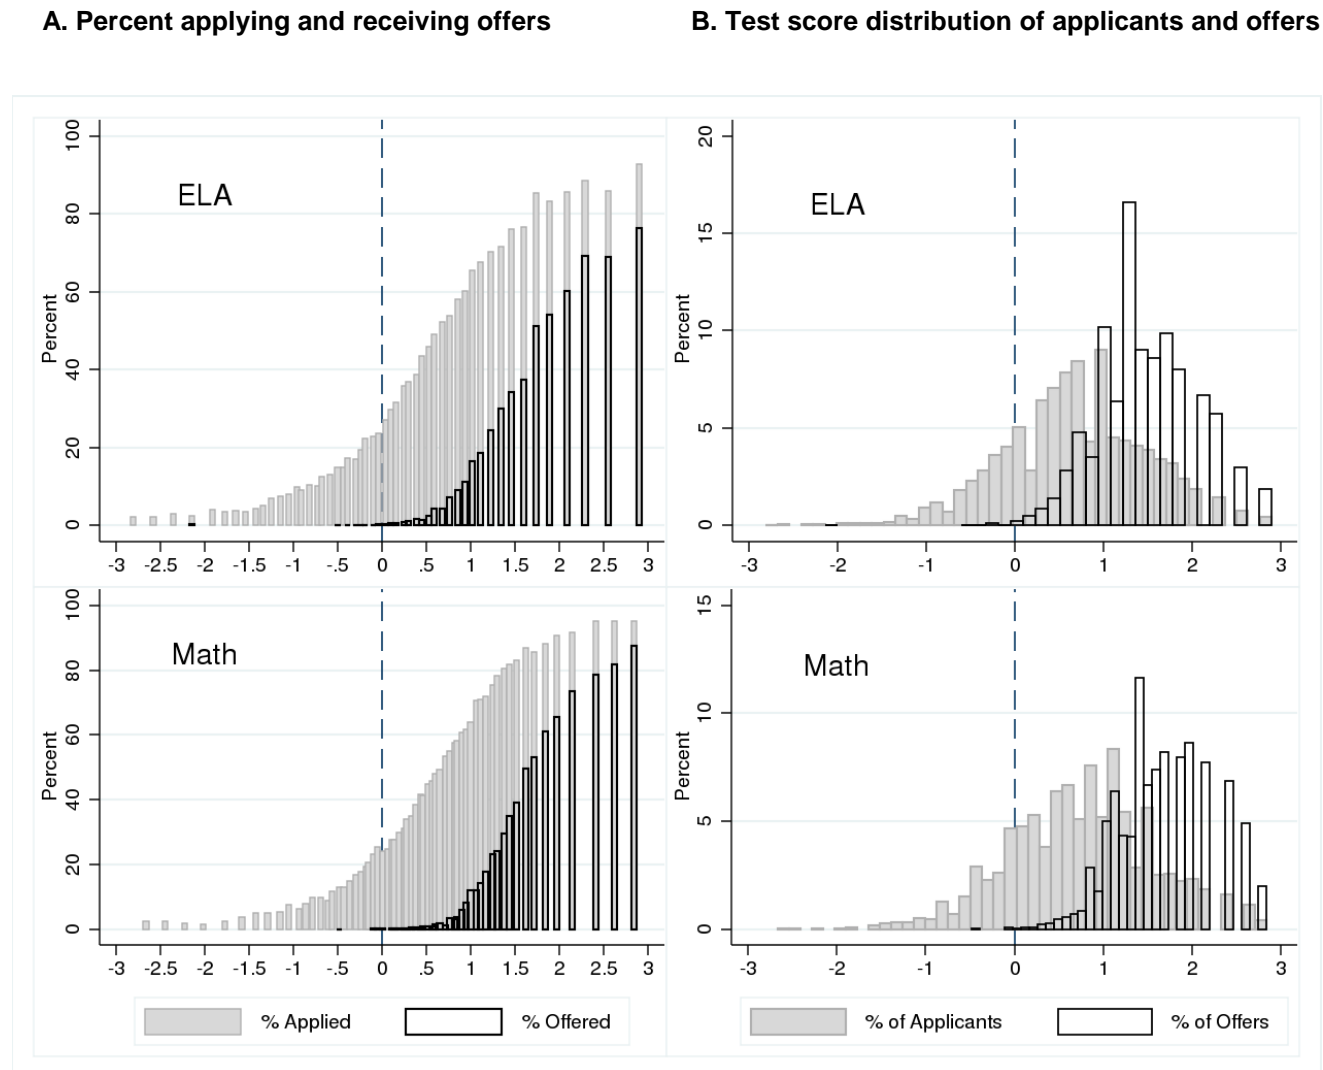 A. Percent applying and receiving offers
B. Test score distribution of applicants and offers
ELA
Percent
0 20 40 60 80 100
-3 -2.5 -2 -1.5 -1 -.5 0 .5 1 1.5 2 2.5 3
ELA
Percent
0 5 10 15 20
-3 -2 -1 0 1 2 3
Math
Percent
0 20 40 60 80 100
-3 -2.5 -2 -1.5 -1 -.5 0 .5 1 1.5 2 2.5 3
Math
Percent
0 5 10 15
-3 -2 -1 0 1 2 3
% Applied % Offered
% of Applicants % of Offers